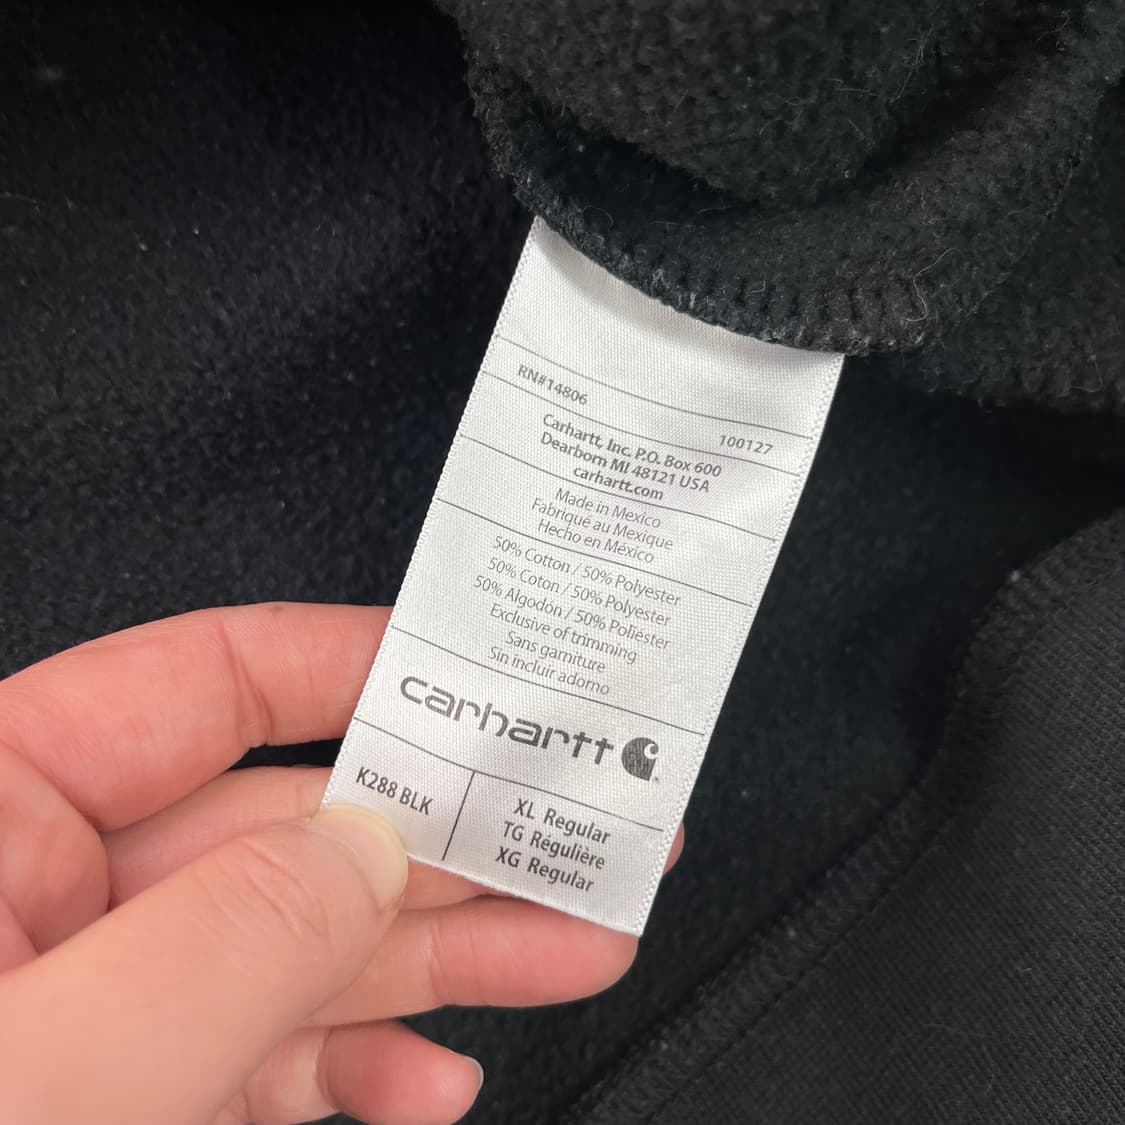 RN#14806
100127
Carhartt, Inc. P.O. Box 600
Dearborn MI 48121 USA
carhartt.com
Made in Mexico
Fabriqué au Mexique
Hecho en México
50% Cotton / 50% Polyester
50% Coton / 50% Polyester
50% Algodón / 50% Poliéster
Exclusive of trimming
Sans garniture
Sin incluir adorno
carhartt
K288 BLK
XL Regular
TG Régulière
XG Regular